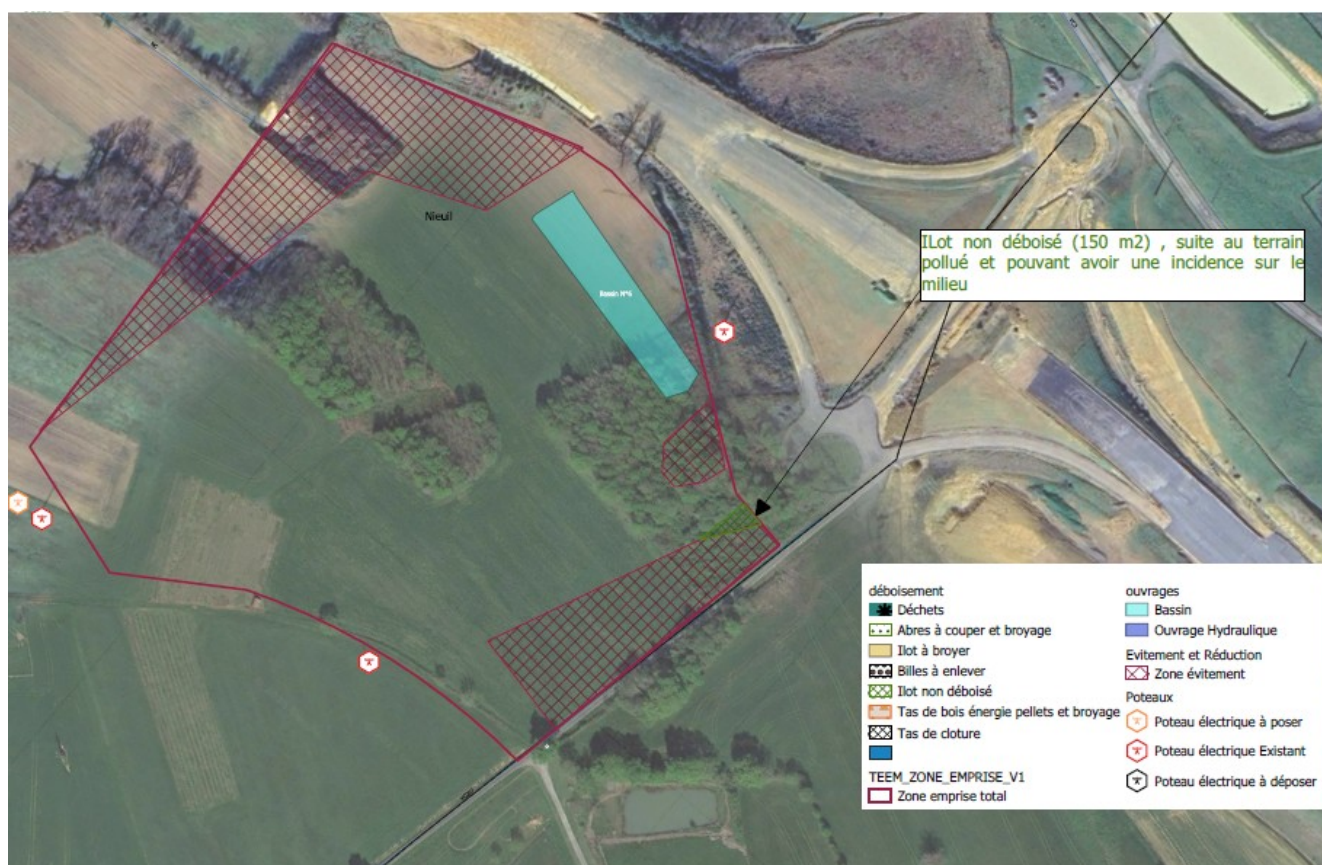 Nieuil
Bassin N°6
ILot non déboisé (150 m2) , suite au terrain
pollué et pouvant avoir une incidence sur le
milieu
déboisement
Déchets
Abres à couper et broyage
Ilot à broyer
Billes à enlever
Ilot non déboisé
Tas de bois énergie pellets et broyage
Tas de cloture
TEEM_ZONE_EMPRISE_V1
Zone emprise total
ouvrages
Bassin
Ouvrage Hydraulique
Evitement et Réduction
Zone évitement
Poteaux
Poteau électrique à poser
Poteau électrique Existant
Poteau électrique à déposer